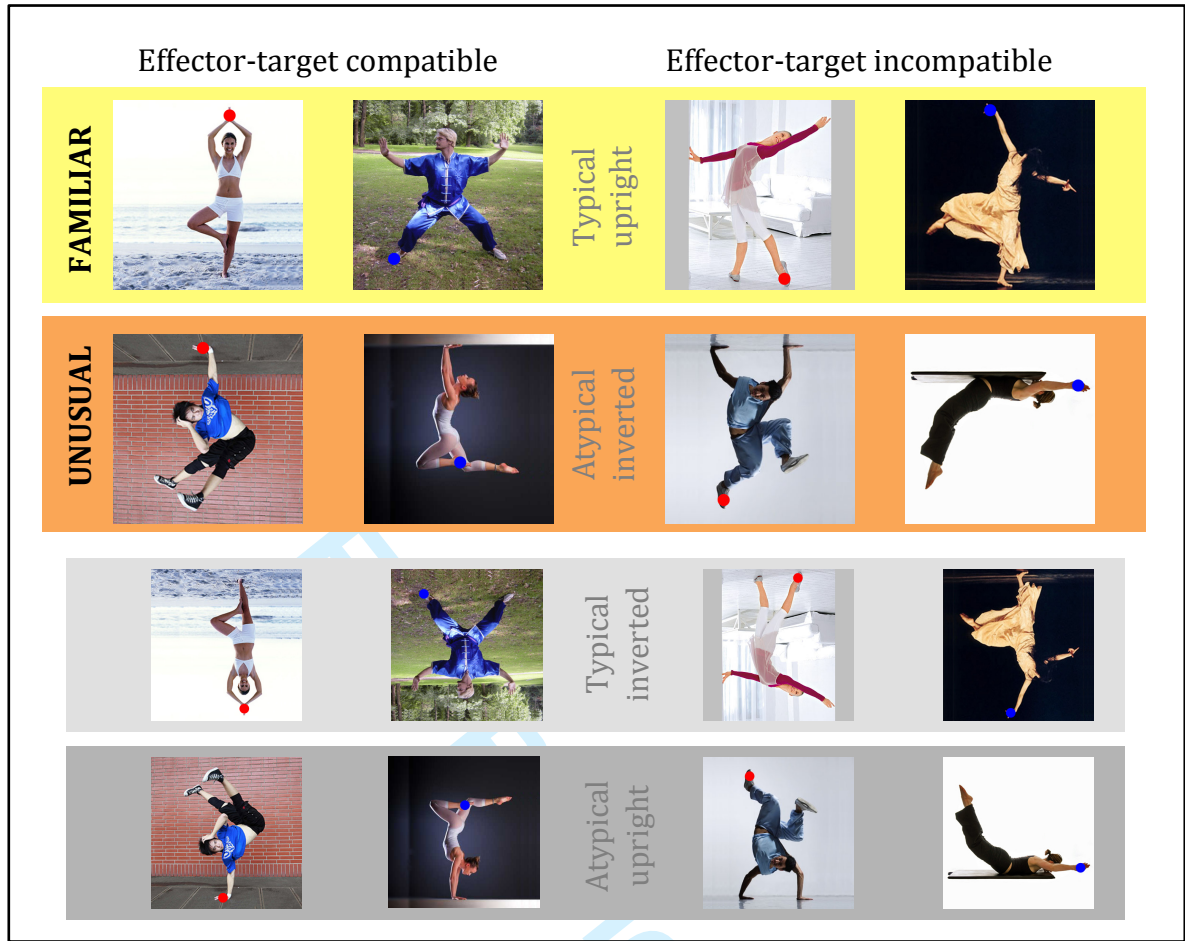 Effector-target compatible
Effector-target incompatible
FAMILIAR
Typical
upright
UNUSUAL
Atypical
inverted
Typical
inverted
Atypical
upright